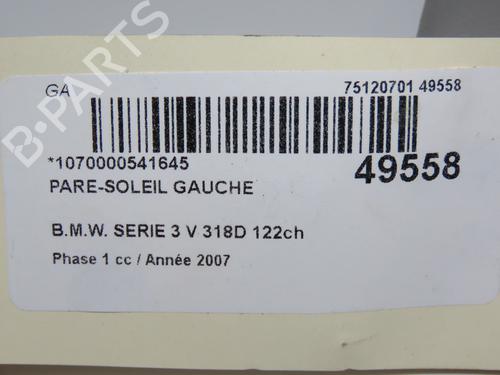 B-PARTS
GA
75120701 49558
*1070000541645
49558
PARE-SOLEIL GAUCHE
B.M.W. SERIE 3 V 318D 122ch
Phase 1 cc / Année 2007